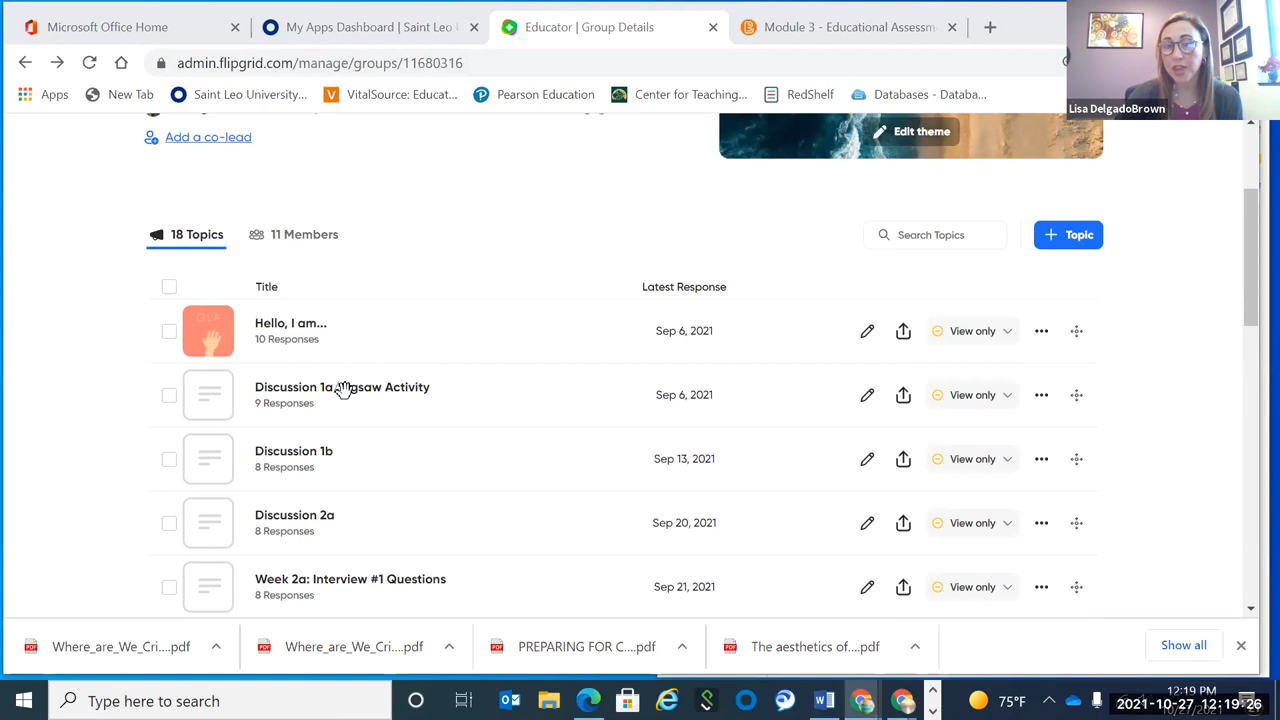 Microsoft Office Home
My Apps Dashboard | Saint Leo
Educator | Group Details
Module 3 - Educational Assessm
admin.flipgrid.com/manage/groups/11680316
Apps
New Tab
Saint Leo University...
VitalSource: Educat...
Pearson Education
Center for Teaching...
RedShelf
Databases - Databa...
Lisa DelgadoBrown
Add a co-lead
Edit theme
18 Topics
11 Members
Search Topics
+ Topic
Title
Latest Response
OLA
Hello, I am...
10 Responses
Sep 6, 2021
View only
Discussion 1a Jigsaw Activity
9 Responses
Sep 6, 2021
View only
Discussion 1b
8 Responses
Sep 13, 2021
View only
Discussion 2a
8 Responses
Sep 20, 2021
View only
Week 2a: Interview #1 Questions
8 Responses
Sep 21, 2021
View only
Where_are_We_Cri....pdf
Where_are_We_Cri....pdf
PREPARING FOR C....pdf
The aesthetics of....pdf
Show all
Type here to search
75°F
12:19 PM
2021-10-27 12:19:26